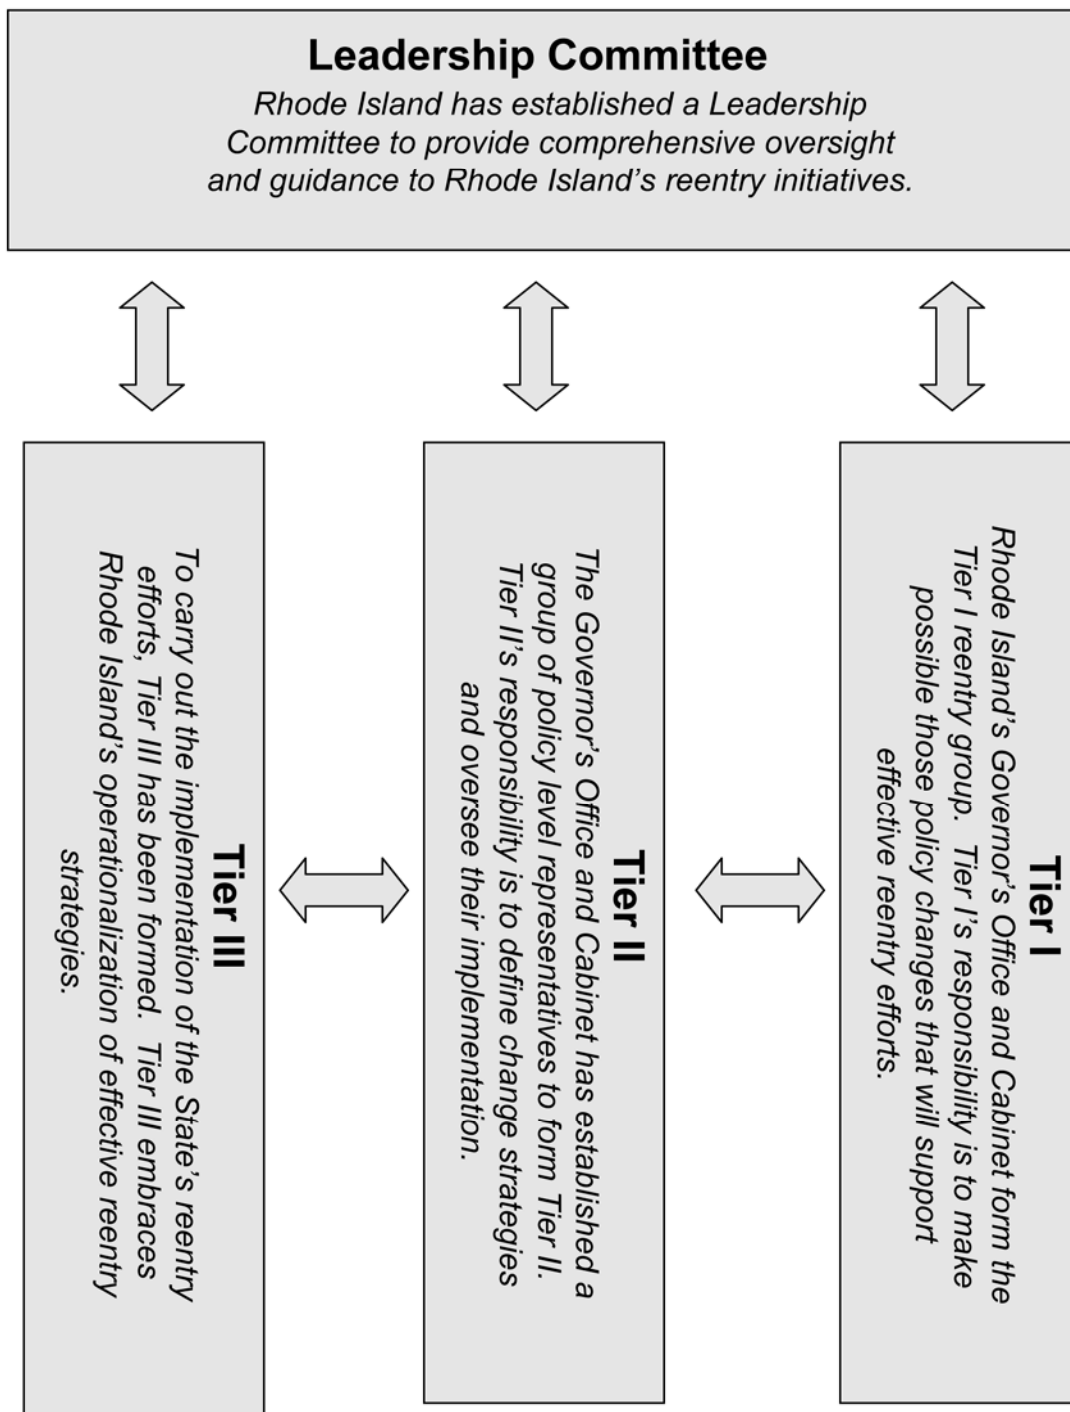 Leadership Committee
Rhode Island has established a Leadership
Committee to provide comprehensive oversight
and guidance to Rhode Island’s reentry initiatives.
Tier I
Rhode Island’s Governor’s Office and Cabinet form the
Tier I reentry group.  Tier I’s responsibility is to make
possible those policy changes that will support
effective reentry efforts.
Tier II
The Governor’s Office and Cabinet has established a
group of policy level representatives to form Tier II.
Tier II’s responsibility is to define change strategies
and oversee their implementation.
Tier III
To carry out the implementation of the State’s reentry
efforts, Tier III has been formed.  Tier III embraces
Rhode Island’s operationalization of effective reentry
strategies.